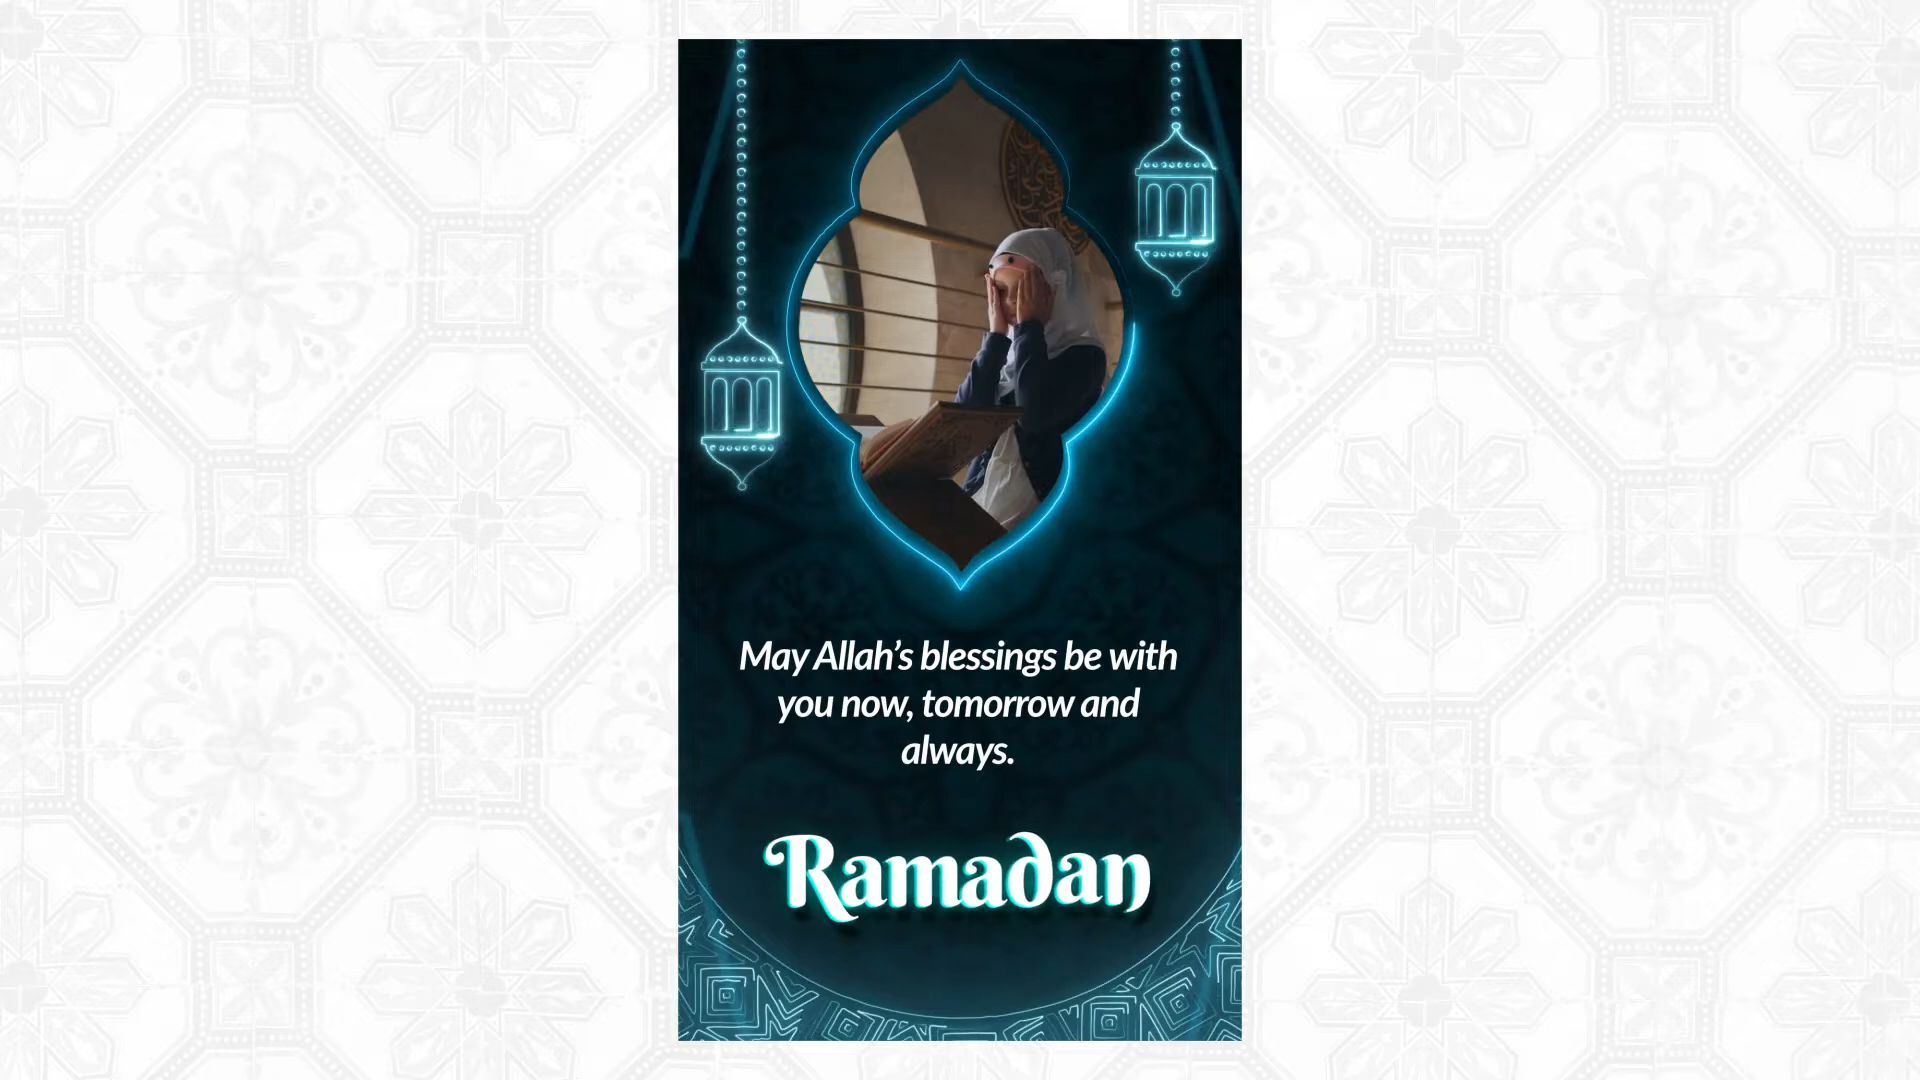 May Allah’s blessings be with
you now, tomorrow and
always.
Ramadan